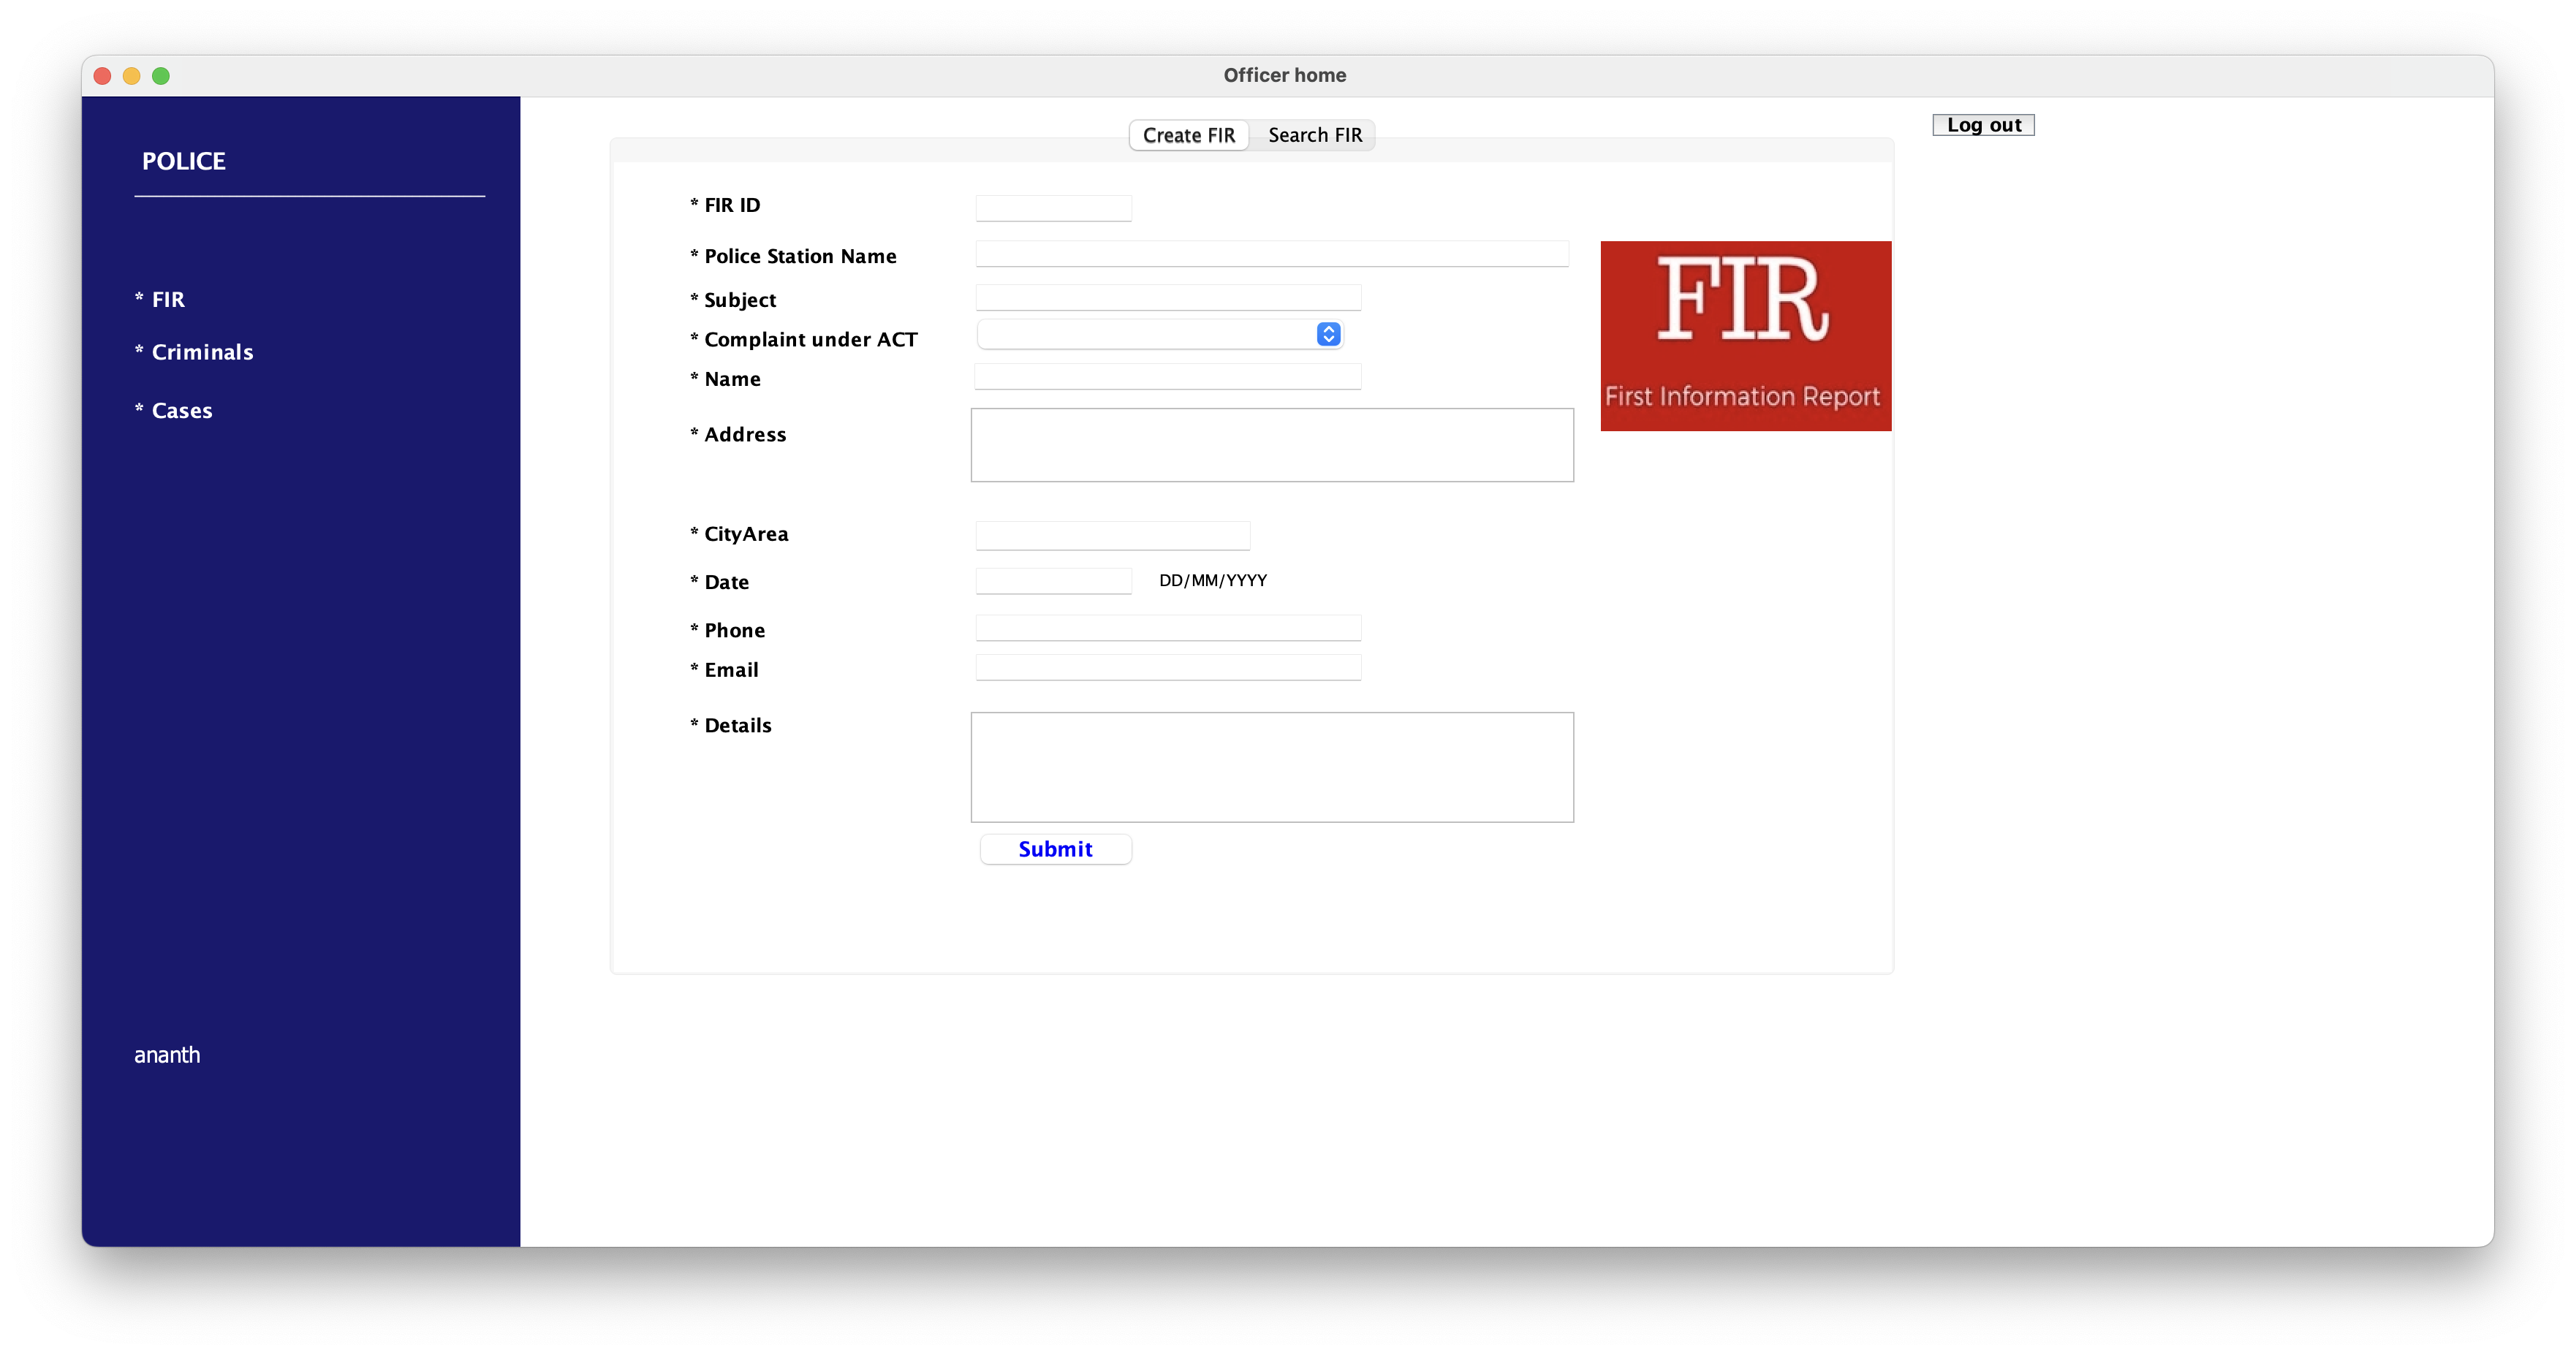 Officer home
POLICE
* FIR
* Criminals
* Cases
ananth
Create FIR
Search FIR
Log out
* FIR ID
* Police Station Name
* Subject
* Complaint under ACT
* Name
* Address
* CityArea
* Date
DD/MM/YYYY
* Phone
* Email
* Details
Submit
FIR
First Information Report